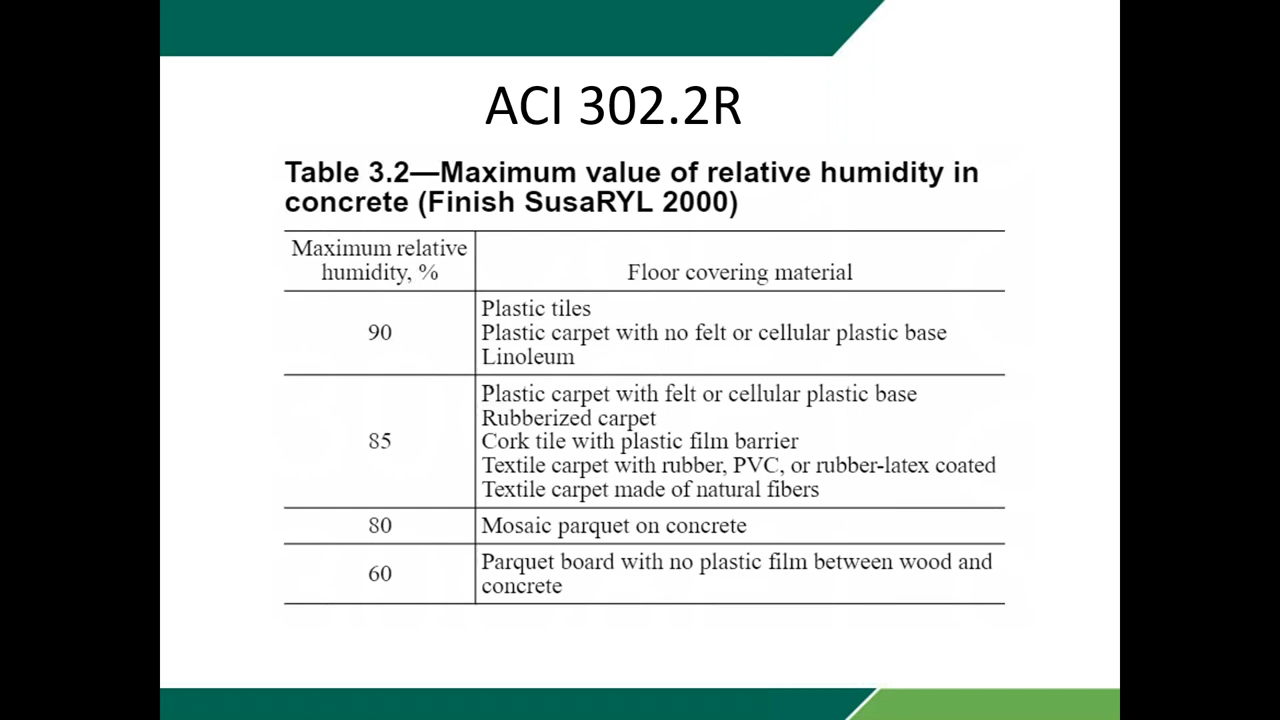 ACI 302.2R
Table 3.2—Maximum value of relative humidity in
concrete (Finish SusaRYL 2000)
Maximum relative
humidity, %
Floor covering material
90
Plastic tiles
Plastic carpet with no felt or cellular plastic base
Linoleum
85
Plastic carpet with felt or cellular plastic base
Rubberized carpet
Cork tile with plastic film barrier
Textile carpet with rubber, PVC, or rubber-latex coated
Textile carpet made of natural fibers
80
Mosaic parquet on concrete
60
Parquet board with no plastic film between wood and
concrete